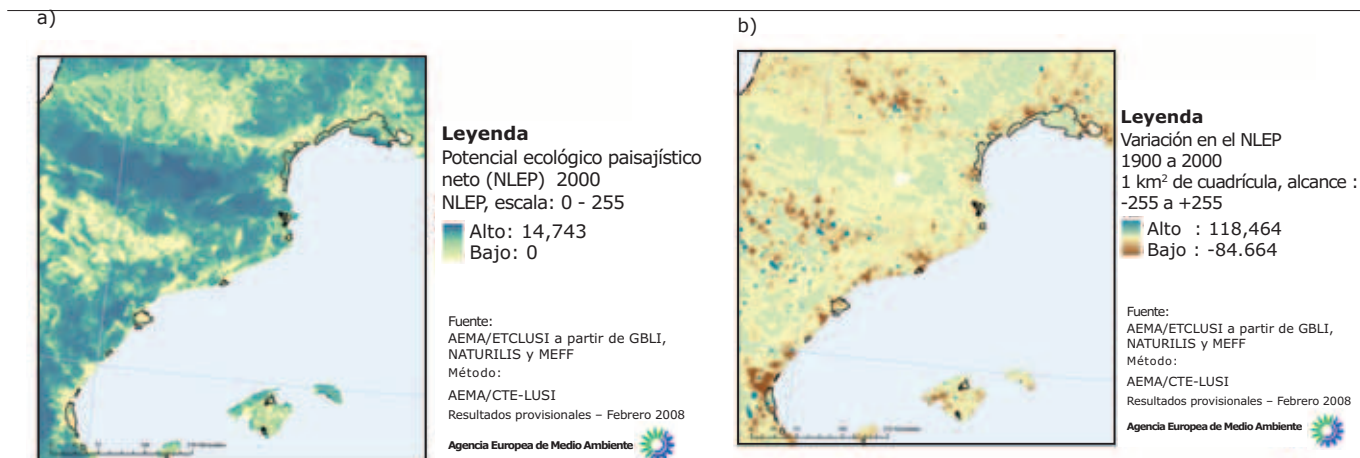 a)
Leyenda
Potencial ecológico paisajístico
neto (NLEP) 2000
NLEP, escala: 0 - 255
Alto: 14,743
Bajo: 0
Fuente:
AEMA/ETCLUSI a partir de GBLI,
NATURILIS y MEFF
Método:
AEMA/CTE-LUSI
Resultados provisionales – Febrero 2008
Agencia Europea de Medio Ambiente
b)
Leyenda
Variación en el NLEP
1900 a 2000
1 km² de cuadrícula, alcance :
-255 a +255
Alto : 118,464
Bajo : -84.664
Fuente:
AEMA/ETCLUSI a partir de GBLI,
NATURILIS y MEFF
Método:
AEMA/CTE-LUSI
Resultados provisionales – Febrero 2008
Agencia Europea de Medio Ambiente